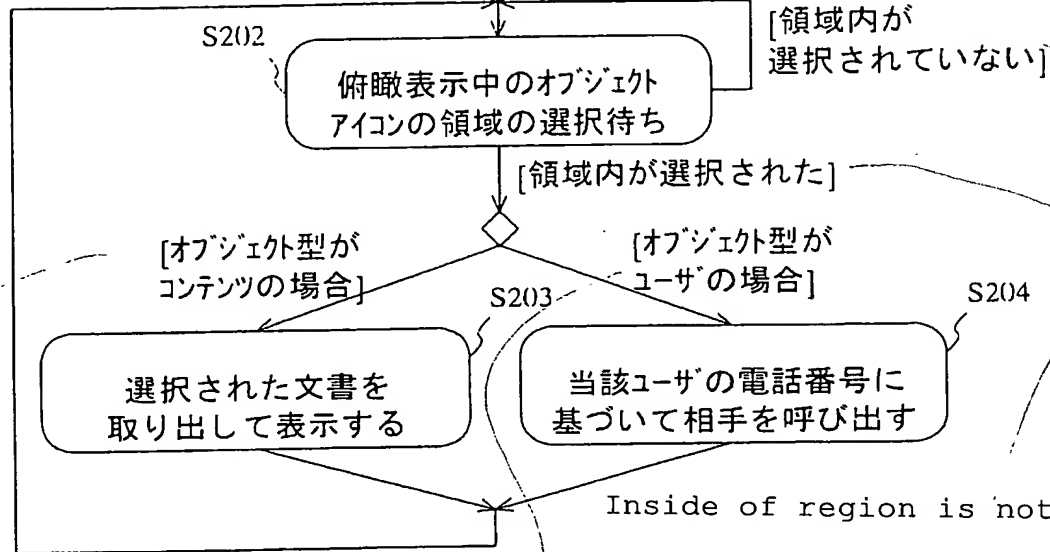 [領域内が
選択されていない]
S202
俯瞰表示中のオブジェクト
アイコンの領域の選択待ち
[領域内が選択された]
[オブジェクト型が
コンテンツの場合]
[オブジェクト型が
ユーザの場合]
S203
S204
選択された文書を
取り出して表示する
当該ユーザの電話番号に
基づいて相手を呼び出す
Inside of region is not